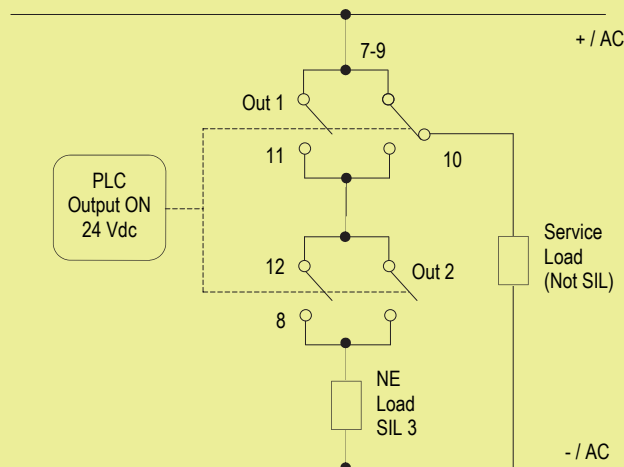 + / AC
7-9
Out 1
11
10
PLC
Output ON
24 Vdc
Service
Load
(Not SIL)
12
Out 2
8
NE
Load
SIL 3
- / AC